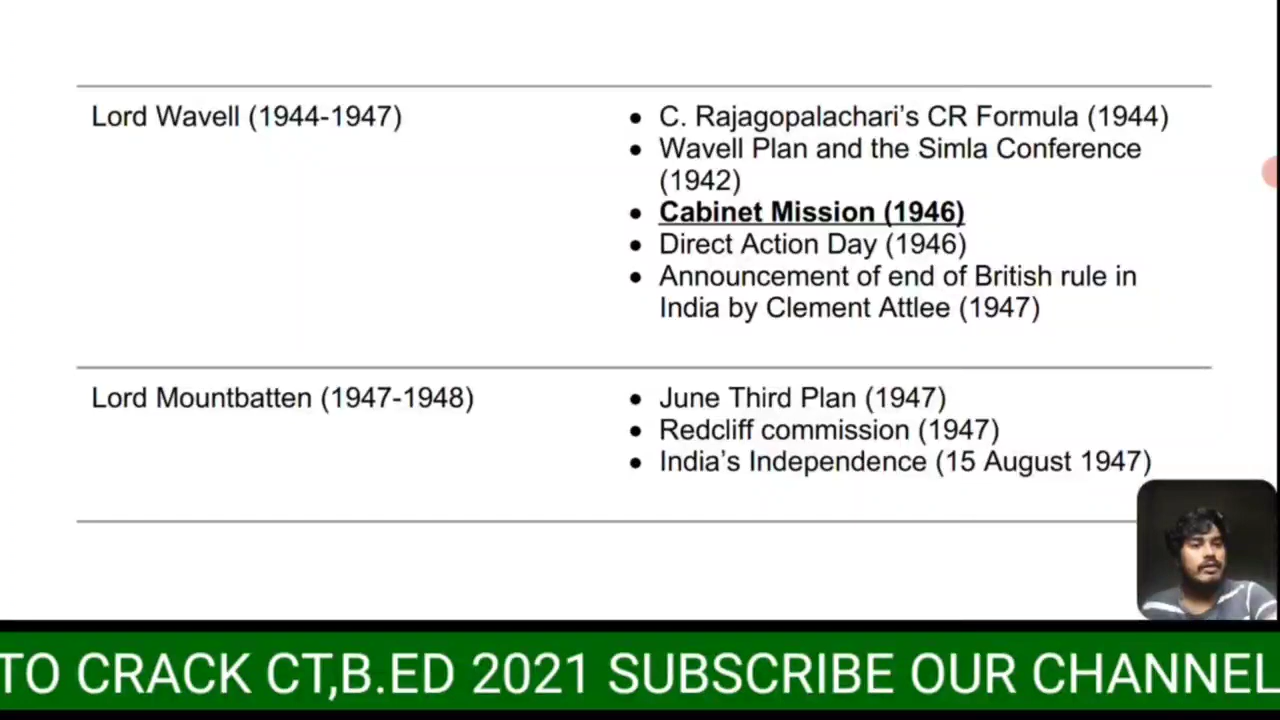 Lord Wavell (1944-1947)
• C. Rajagopalachari's CR Formula (1944)
• Wavell Plan and the Simla Conference
(1942)
• Cabinet Mission (1946)
• Direct Action Day (1946)
• Announcement of end of British rule in
India by Clement Attlee (1947)
Lord Mountbatten (1947-1948)
• June Third Plan (1947)
• Redcliff commission (1947)
• India's Independence (15 August 1947)
TO CRACK CT,B.ED 2021 SUBSCRIBE OUR CHANNEL